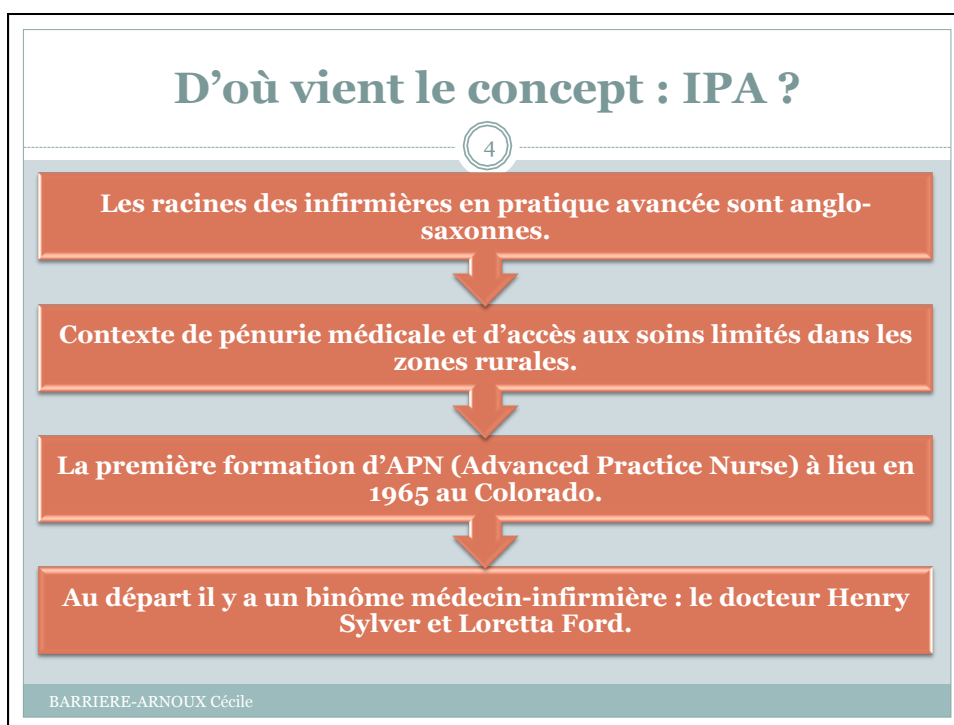 D’où vient le concept : IPA ?
4
Les racines des infirmières en pratique avancée sont anglo-
saxonnes.
Contexte de pénurie médicale et d’accès aux soins limités dans les
zones rurales.
La première formation d’APN (Advanced Practice Nurse) à lieu en
1965 au Colorado.
Au départ il y a un binôme médecin-infirmière : le docteur Henry
Sylver et Loretta Ford.
BARRIERE-ARNOUX Cécile